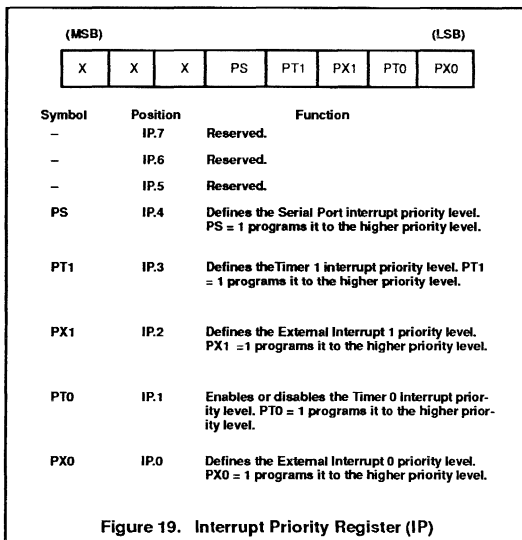 (MSB) (LSB)
X X X PS PT1 PX1 PT0 PX0
Symbol Position Function
– IP.7 Reserved.
– IP.6 Reserved.
– IP.5 Reserved.
PS IP.4 Defines the Serial Port interrupt priority level.
PS = 1 programs it to the higher priority level.
PT1 IP.3 Defines theTimer 1 interrupt priority level. PT1
= 1 programs it to the higher priority level.
PX1 IP.2 Defines the External Interrupt 1 priority level.
PX1 =1 programs it to the higher priority level.
PT0 IP.1 Enables or disables the Timer 0 Interrupt prior-
ity level. PT0 = 1 programs it to the higher prior-
ity level.
PX0 IP.0 Defines the External Interrupt 0 priority level.
PX0 = 1 programs it to the higher priority level.
Figure 19. Interrupt Priority Register (IP)